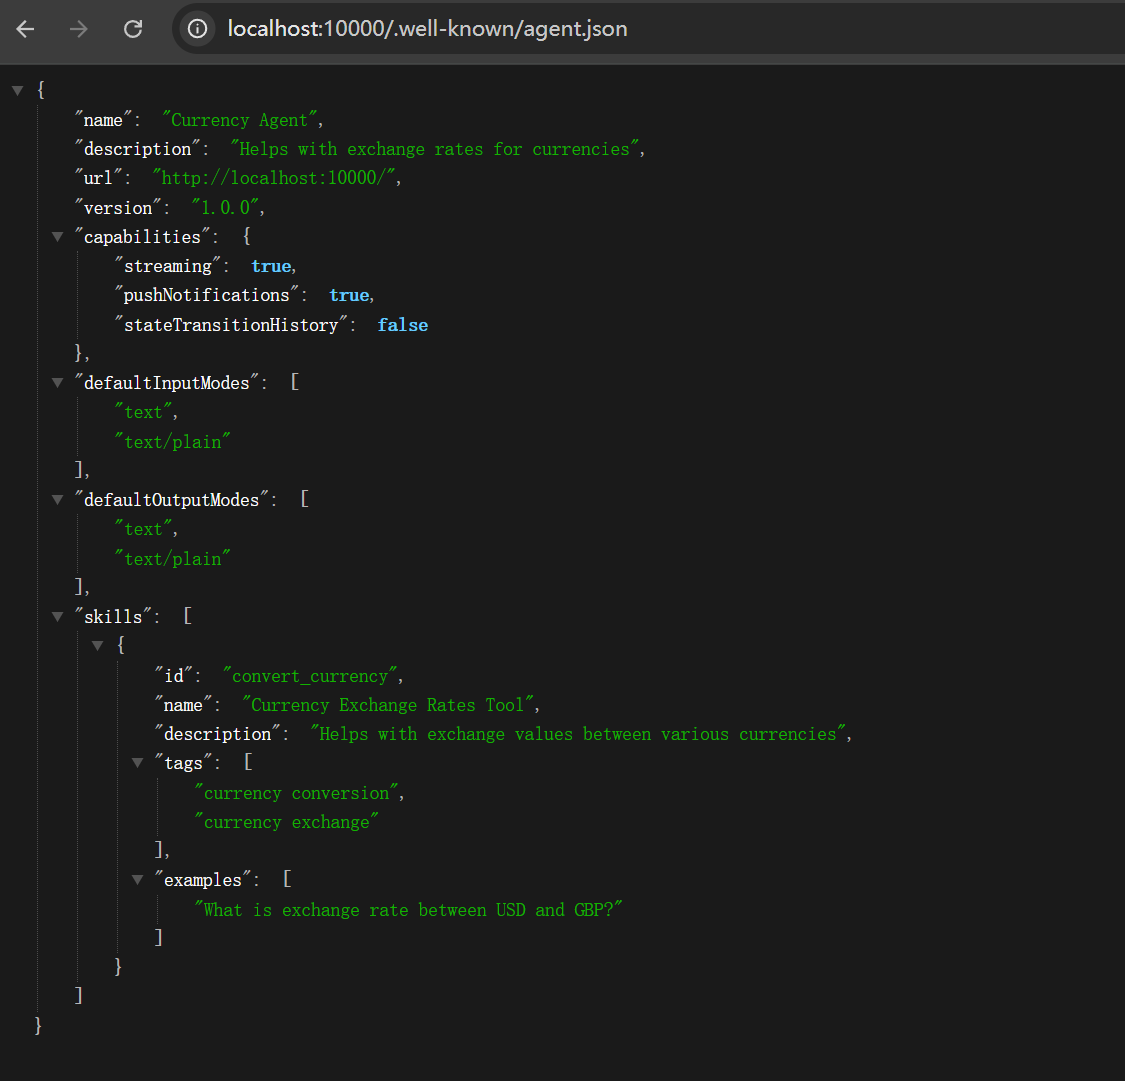 localhost:10000/.well-known/agent.json
{
"name": "Currency Agent",
"description": "Helps with exchange rates for currencies",
"url": "http://localhost:10000/",
"version": "1.0.0",
"capabilities": {
"streaming": true,
"pushNotifications": true,
"stateTransitionHistory": false
},
"defaultInputModes": [
"text",
"text/plain"
],
"defaultOutputModes": [
"text",
"text/plain"
],
"skills": [
{
"id": "convert_currency",
"name": "Currency Exchange Rates Tool",
"description": "Helps with exchange values between various currencies",
"tags": [
"currency conversion",
"currency exchange"
],
"examples": [
"What is exchange rate between USD and GBP?"
]
}
]
}